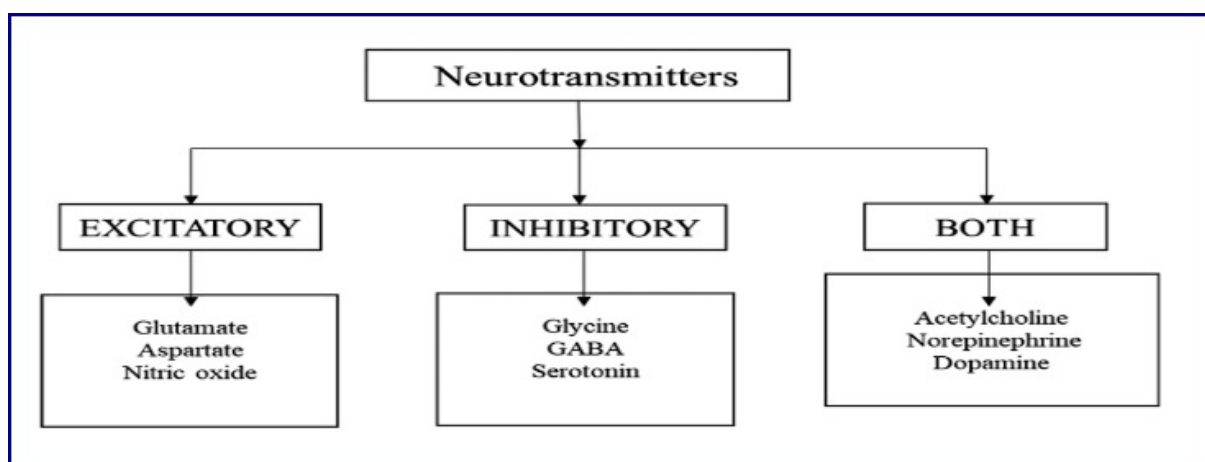 Neurotransmitters
EXCITATORY
INHIBITORY
BOTH
Glutamate
Aspartate
Nitric oxide
Glycine
GABA
Serotonin
Acetylcholine
Norepinephrine
Dopamine